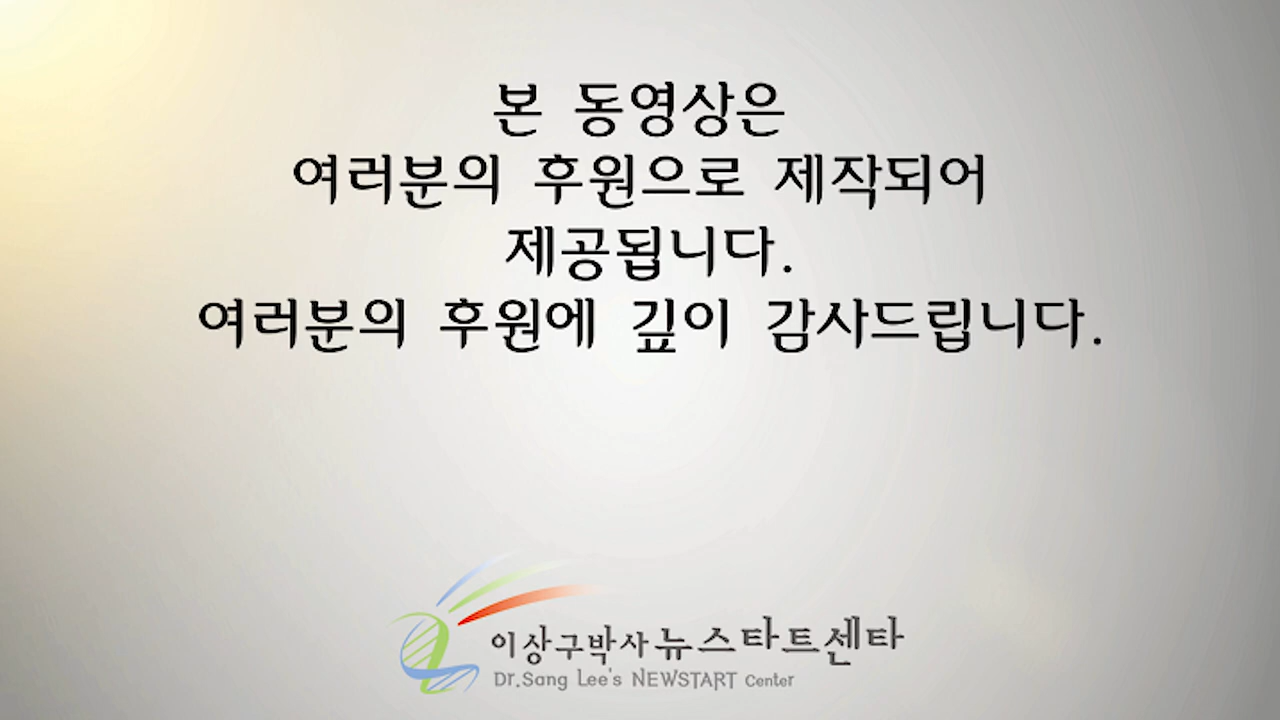 본 동영상은
여러분의 후원으로 제작되어
제공됩니다.
여러분의 후원에 깊이 감사드립니다.
이상구박사 뉴스타트센타
Dr.Sang Lee's NEWSTART Center